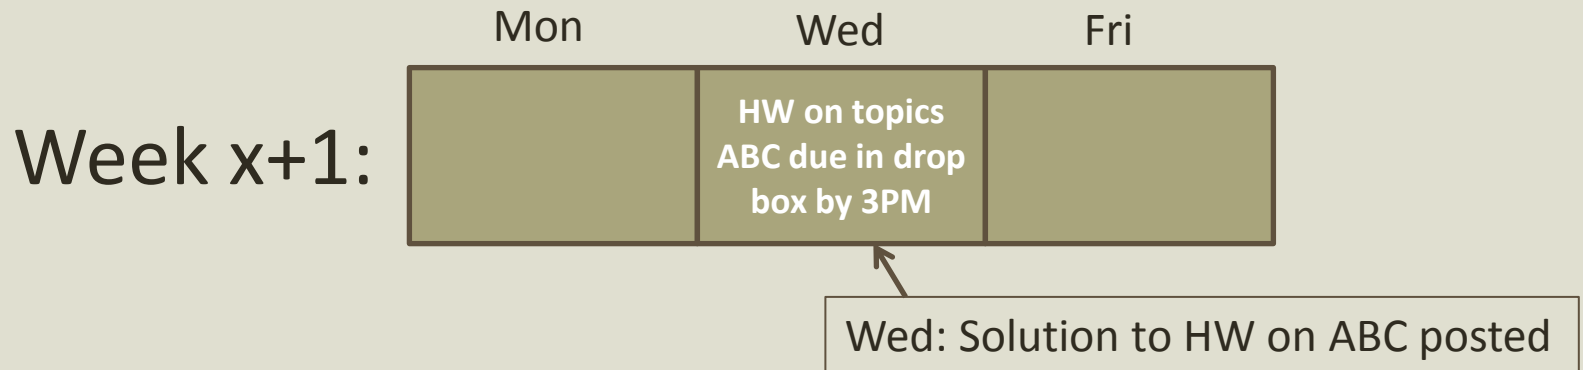 Mon Wed Fri
Week x+1:
HW on topics
ABC due in drop
box by 3PM
Wed: Solution to HW on ABC posted